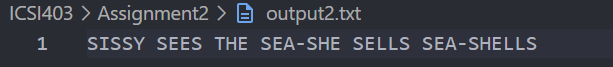 ICSI403 > Assignment2 > output2.txt
1 SISSY SEES THE SEA-SHE SELLS SEA-SHELLS